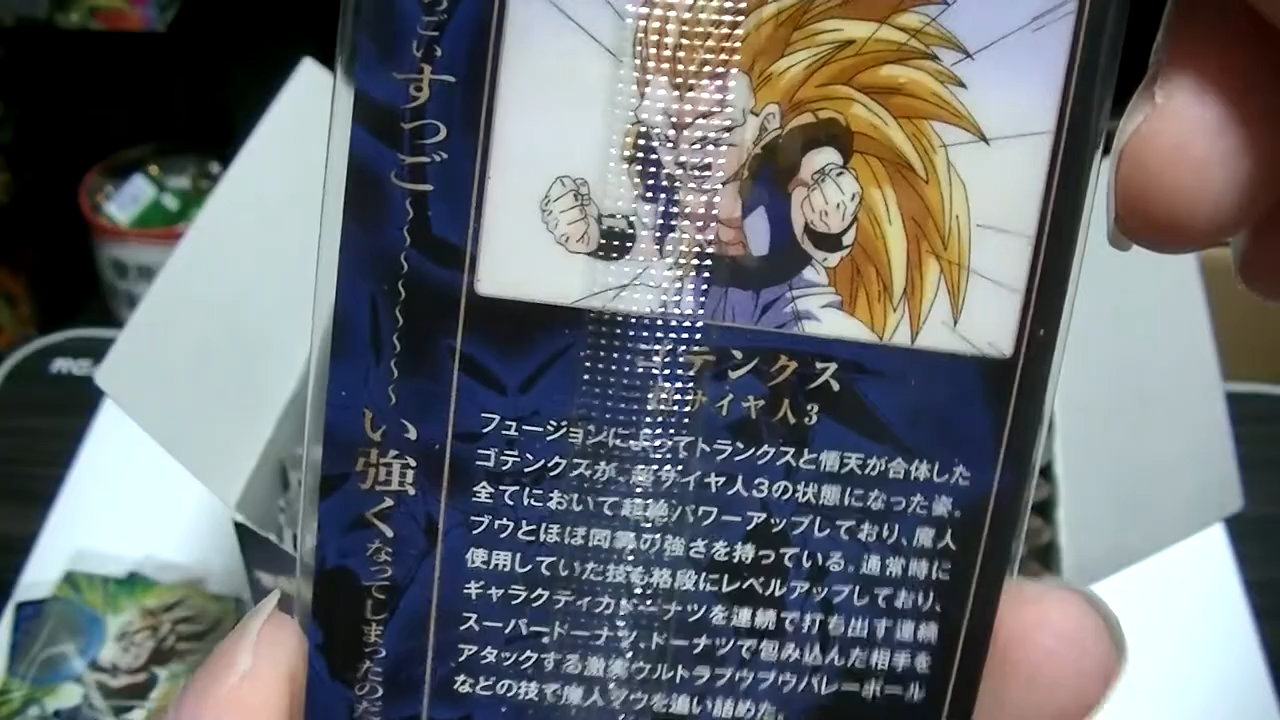 っごい
すっご～～～～～～～い強くなってしまったのだ
ゴテンクス
超サイヤ人3
フュージョンによってトランクスと悟天が合体した
ゴテンクスが、超サイヤ人3の状態になった姿。
全てにおいて超絶パワーアップしており、魔人
ブウとほぼ同等の強さを持っている。通常時に
使用していた技も格段にレベルアップしており、
ギャラクティカドーナツを連続で打ち出す連続
スーパードーナツ、ドーナツで包み込んだ相手を
アタックする激突ウルトラブウブウバレーボール
などの技で魔人ブウを追い詰めた。